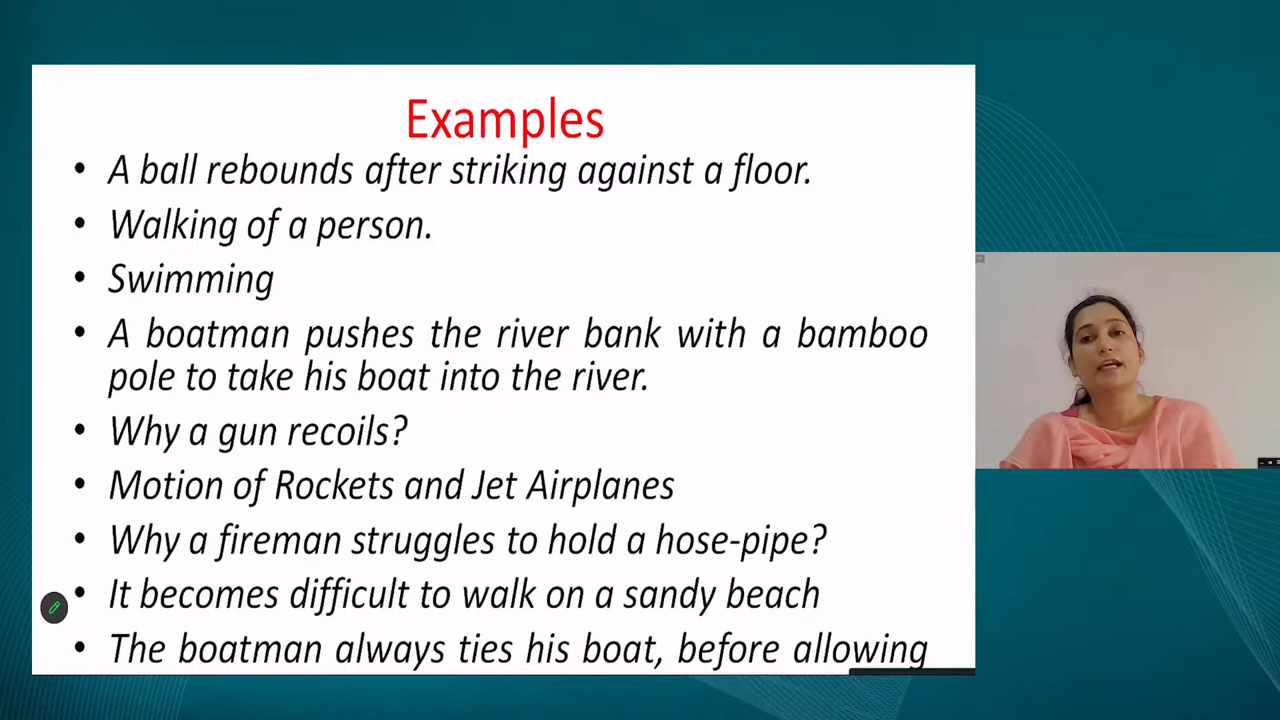 Examples
• A ball rebounds after striking against a floor.
• Walking of a person.
• Swimming
• A boatman pushes the river bank with a bamboo
pole to take his boat into the river.
• Why a gun recoils?
• Motion of Rockets and Jet Airplanes
• Why a fireman struggles to hold a hose-pipe?
• It becomes difficult to walk on a sandy beach
• The boatman always ties his boat, before allowing